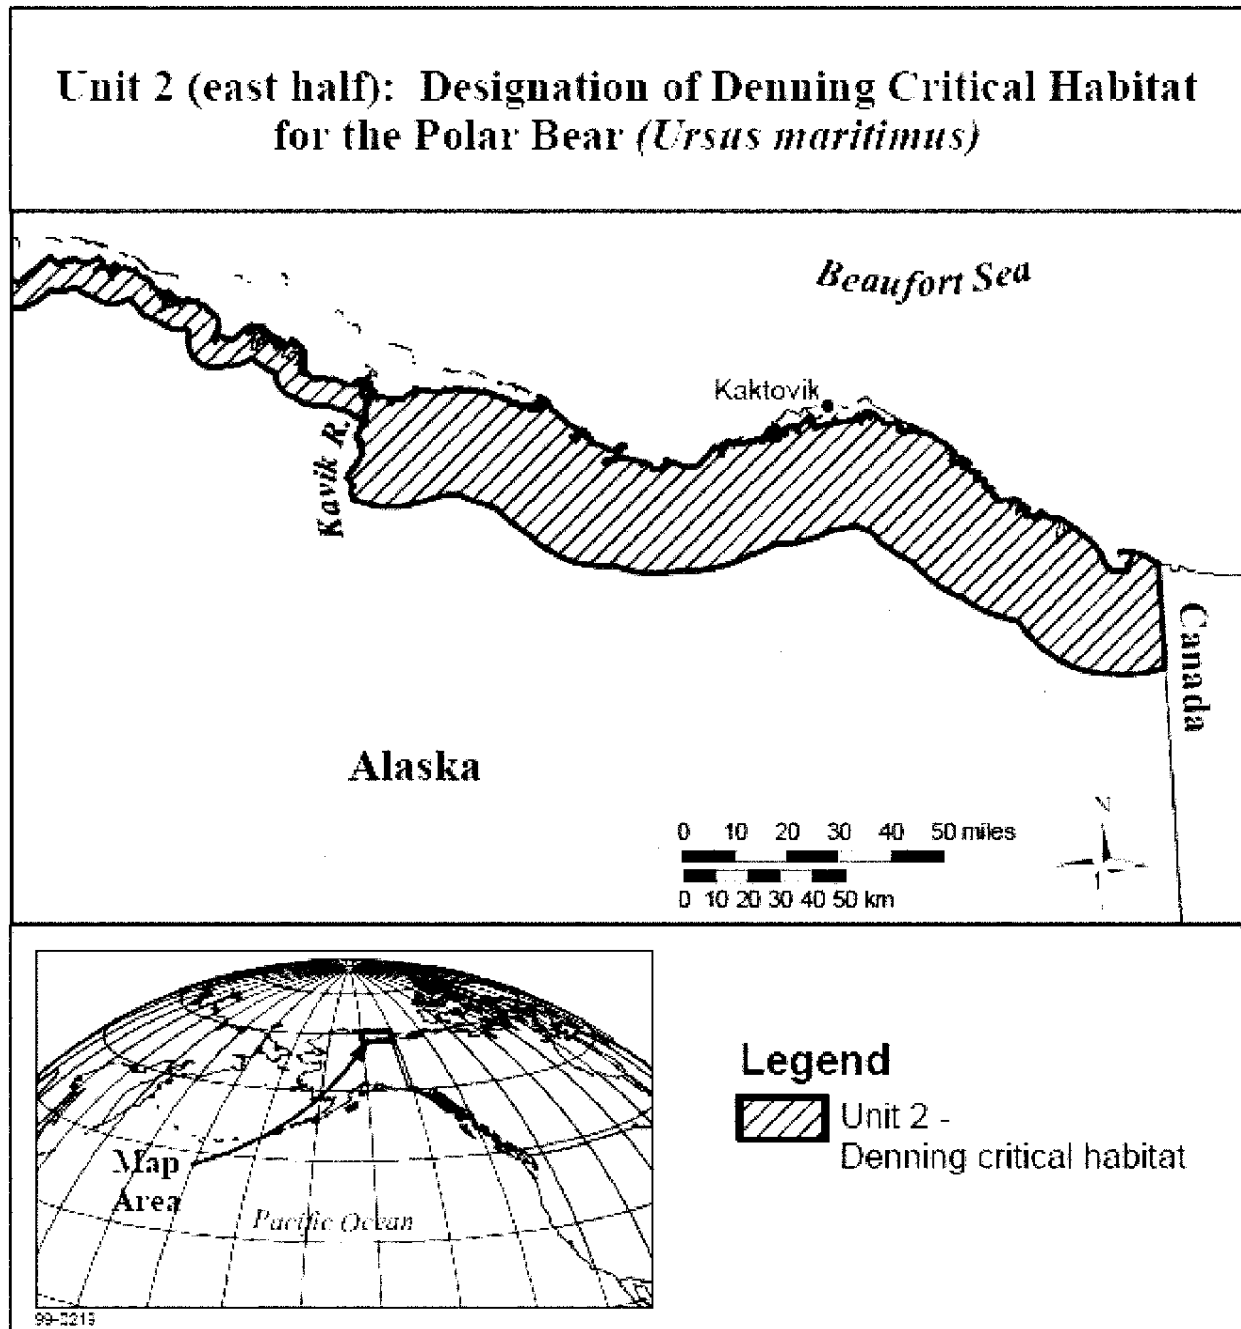 Unit 2 (east half): Designation of Denning Critical Habitat
for the Polar Bear (Ursus maritimus)
Beaufort Sea
Kaktovik
Kavik R.
Canada
Alaska
N
0 10 20 30 40 50 miles
0 10 20 30 40 50 km
Legend
Unit 2 -
Denning critical habitat
Map
Area
Pacific Ocean
99-0219